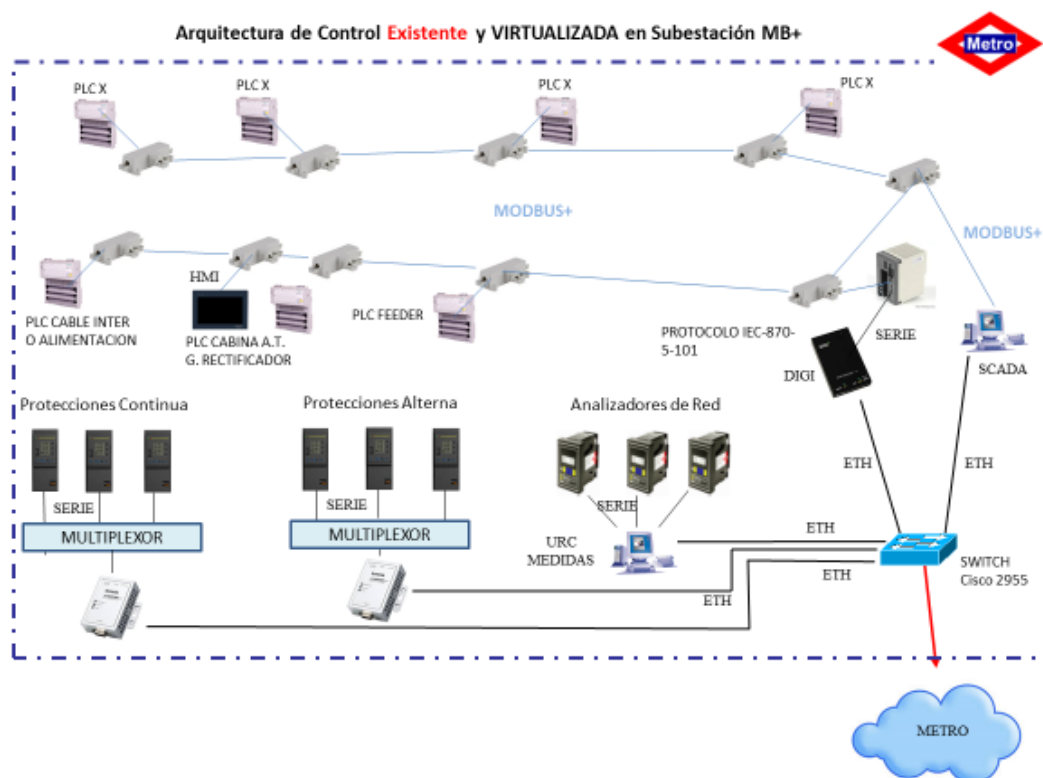 Arquitectura de Control Existente y VIRTUALIZADA en Subestación MB+
Metro
PLC X
PLC X
PLC X
PLC X
MODBUS+
MODBUS+
HMI
PLC CABLE INTER
O ALIMENTACION
PLC CABINA A.T.
G. RECTIFICADOR
PLC FEEDER
PROTOCOLO IEC-870-
5-101
SERIE
DIGI
SCADA
Protecciones Continua
Protecciones Alterna
Analizadores de Red
ETH
ETH
SERIE
SERIE
SERIE
MULTIPLEXOR
MULTIPLEXOR
URC
MEDIDAS
ETH
ETH
ETH
SWITCH
Cisco 2955
METRO